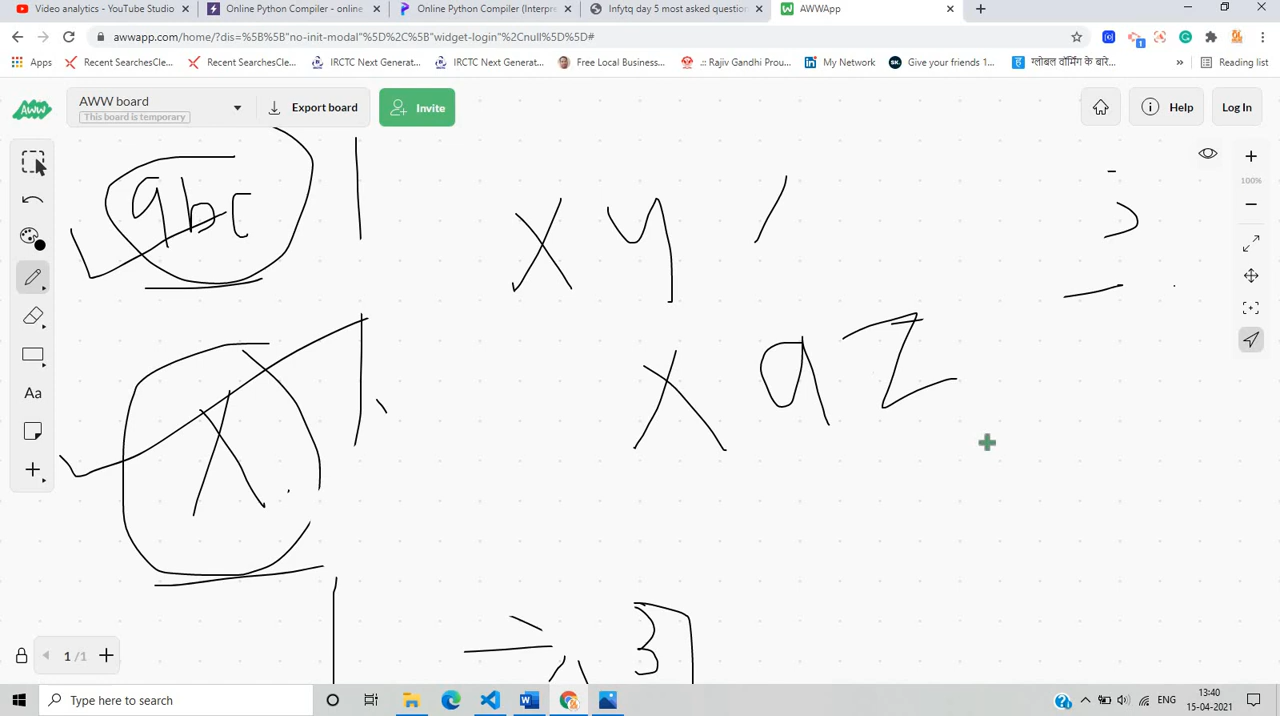 Video analytics - YouTube Studio
Online Python Compiler - online
Online Python Compiler (Interpre
Infytq day 5 most asked question
AWWApp
awwapp.com/home/?dis=%5B%5B"no-init-modal"%5D%2C%5B"widget-login"%2Cnull%5D%5D#
Apps
Recent SearchesCle...
Recent SearchesCle...
IRCTC Next Generat...
IRCTC Next Generat...
Free Local Business...
.:: Rajiv Gandhi Prou...
My Network
Give your friends 1...
ग्लोबल वॉर्मिंग के बारे...
Reading list
AWW
AWW board
This board is temporary
Export board
Invite
Help
Log In
100%
abc
xy
x a z
x
Aa
3
1 / 1
Type here to search
ENG
13:40
15-04-2021